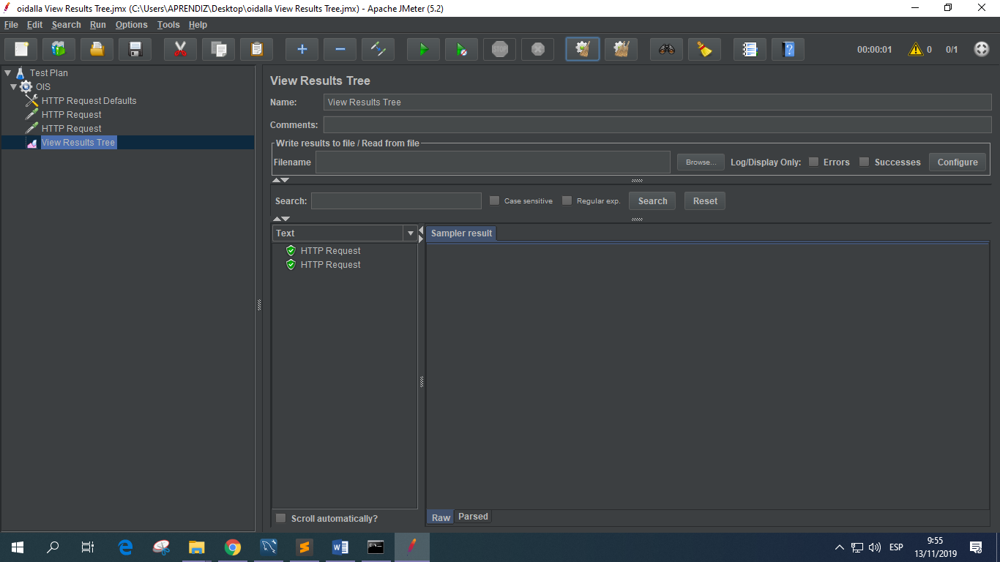 oidalla View Results Tree.jmx (C:\Users\APRENDIZ\Desktop\oidalla View Results Tree.jmx) - Apache JMeter (5.2)
File Edit Search Run Options Tools Help
STOP 00:00:01 0 0/1
Test Plan
OIS
HTTP Request Defaults
HTTP Request
HTTP Request
View Results Tree
View Results Tree
Name: View Results Tree
Comments:
Write results to file / Read from file
Filename Browse... Log/Display Only: Errors Successes Configure
Search: Case sensitive Regular exp. Search Reset
Text
HTTP Request
HTTP Request
Scroll automatically?
Sampler result
Raw Parsed
ESP
9:55
13/11/2019